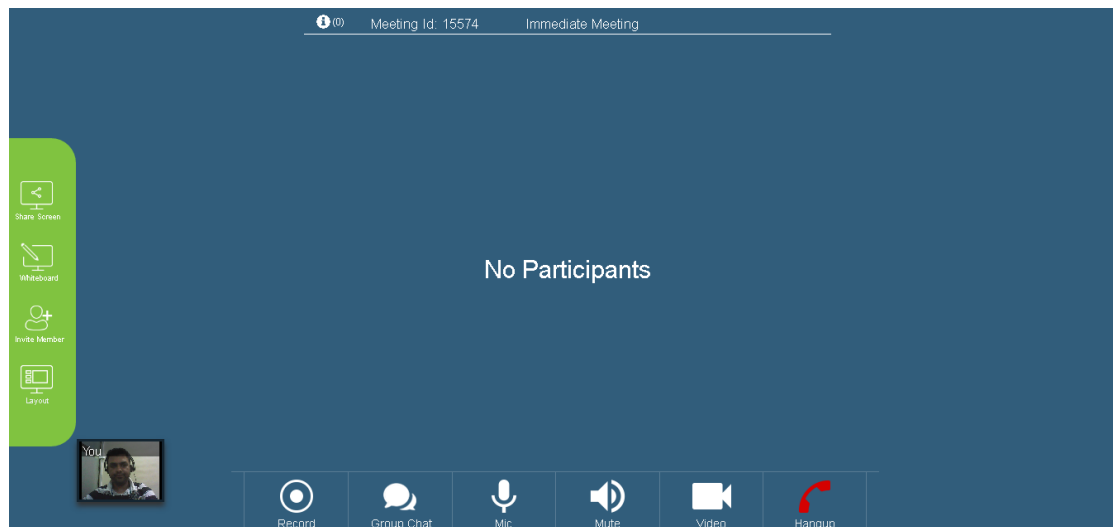 (0) Meeting Id: 15574 Immediate Meeting
Share Screen
Whiteboard
No Participants
Invite Member
Layout
You
Record Group Chat Mic Mute Video Hangup